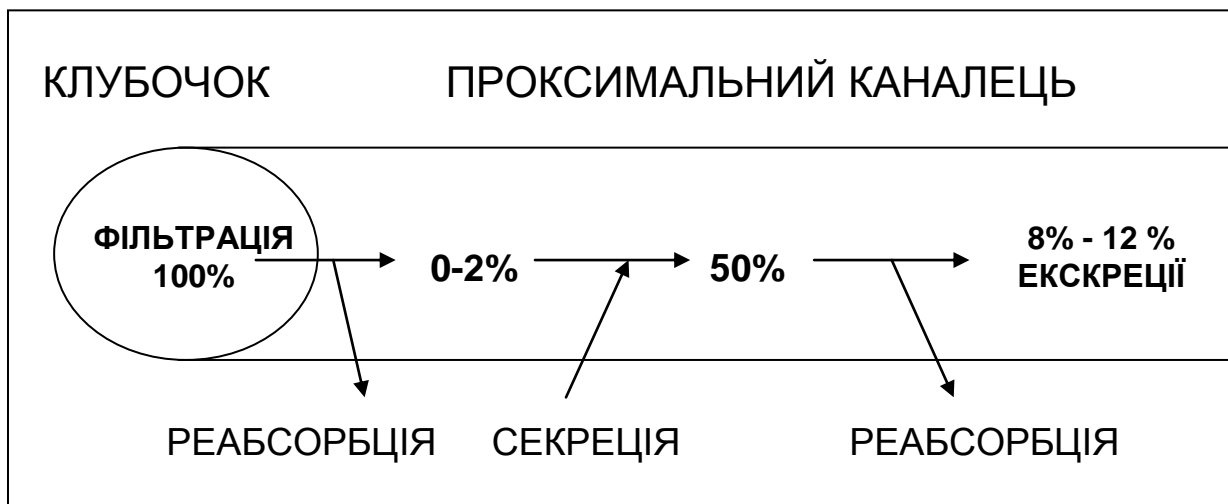 КЛУБОЧОК ПРОКСИМАЛЬНИЙ КАНАЛЕЦЬ
ФІЛЬТРАЦІЯ
100%
0-2%
50%
8% - 12 %
ЕКСКРЕЦІЇ
РЕАБСОРБЦІЯ СЕКРЕЦІЯ РЕАБСОРБЦІЯ